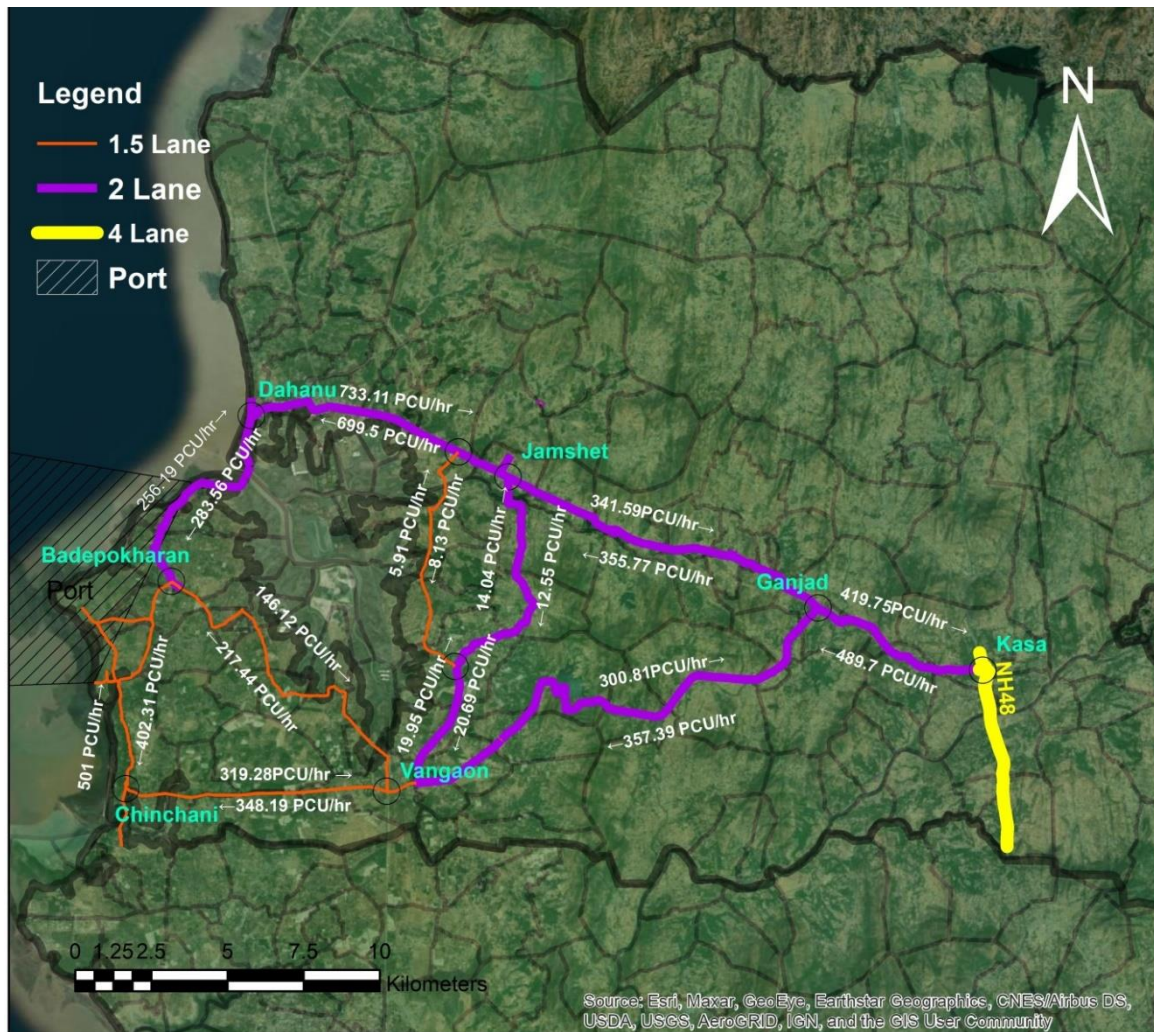 Legend
1.5 Lane
2 Lane
4 Lane
Port
N
Dahanu
733.11 PCU/hr →
←699.5 PCU/hr
256.19 PCU/hr→
←283.56 PCU/hr
Jamshet
341.59PCU/hr →
←355.77 PCU/hr
5.91 PCU/hr→
←8.13 PCU/hr
14.04 PCU/hr→
←12.55 PCU/hr
Badepokharan
Port
Ganjad
419.75PCU/hr →
←489.7 PCU/hr
Kasa
NH48
146.12 PCU/hr→
←217.44 PCU/hr
300.81PCU/hr →
←357.39 PCU/hr
19.95 PCU/hr→
←20.69 PCU/hr
501 PCU/hr→
←402.31 PCU/hr
319.28PCU/hr →
←348.19 PCU/hr
Vangaon
Chinchani
0 1.25 2.5 5 7.5 10
Kilometers
Source: Esri, Maxar, GeoEye, Earthstar Geographics, CNES/Airbus DS,
USDA, USGS, AeroGRID, IGN, and the GIS User Community